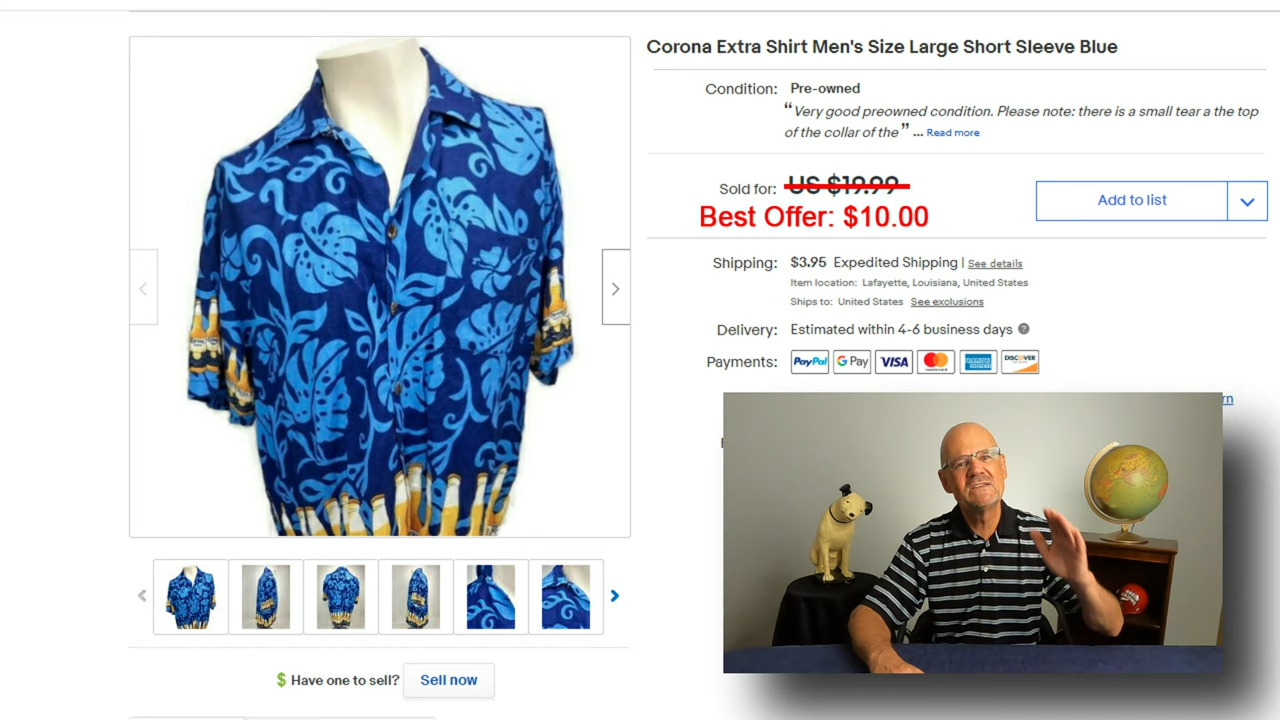 Corona Extra Shirt Men's Size Large Short Sleeve Blue
Condition: Pre-owned
“Very good preowned condition. Please note: there is a small tear a the top
of the collar of the” ... Read more
Sold for: US $19.99
Best Offer: $10.00
Add to list
Shipping: $3.95 Expedited Shipping | See details
Item location: Lafayette, Louisiana, United States
Ships to: United States See exclusions
Delivery: Estimated within 4-6 business days ?
Payments: PayPal G Pay VISA mastercard AMERICAN EXPRESS DISCOVER
rn
$ Have one to sell? Sell now